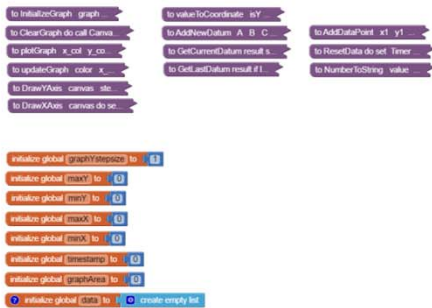 to InitializeGraph graph ...
to ClearGraph do call Canva...
to plotGraph x_col y_co...
to updateGraph color x_...
to DrawYAxis canvas ste...
to DrawXAxis canvas do se...
to valueToCoordinate isY ...
to AddNewDatum A B C ...
to GetCurrentDatum result s...
to GetLastDatum result if l...
to AddDataPoint x1 y1 ...
to ResetData do set Timer ...
to NumberToString value ...
initialize global graphYstepsize to 1
initialize global maxY to 0
initialize global minY to 0
initialize global maxX to 0
initialize global minX to 0
initialize global timestamp to 0
initialize global graphArea to 0
? initialize global data to create empty list